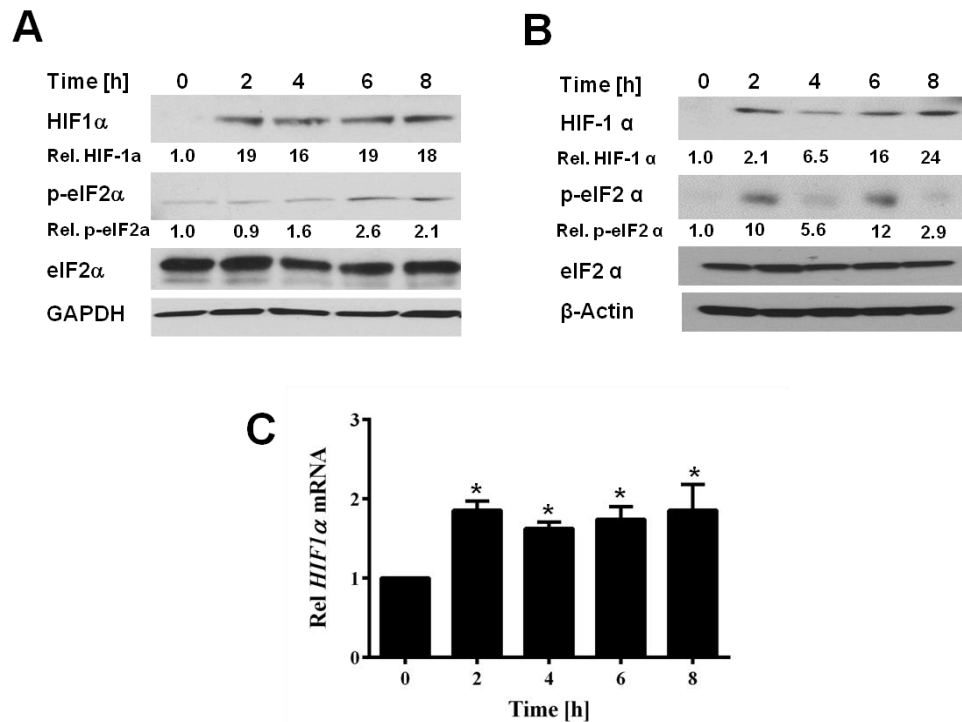 A
Time [h] 0 2 4 6 8
HIF1α
Rel. HIF-1a 1.0 19 16 19 18
p-eIF2α
Rel. p-eIF2a 1.0 0.9 1.6 2.6 2.1
eIF2α
GAPDH
B
Time [h] 0 2 4 6 8
HIF-1 α
Rel. HIF-1 α 1.0 2.1 6.5 16 24
p-eIF2 α
Rel. p-eIF2 α 1.0 10 5.6 12 2.9
eIF2 α
β-Actin
C
Rel HIF1α mRNA
3
2
1
0
* * * *
0 2 4 6 8
Time [h]